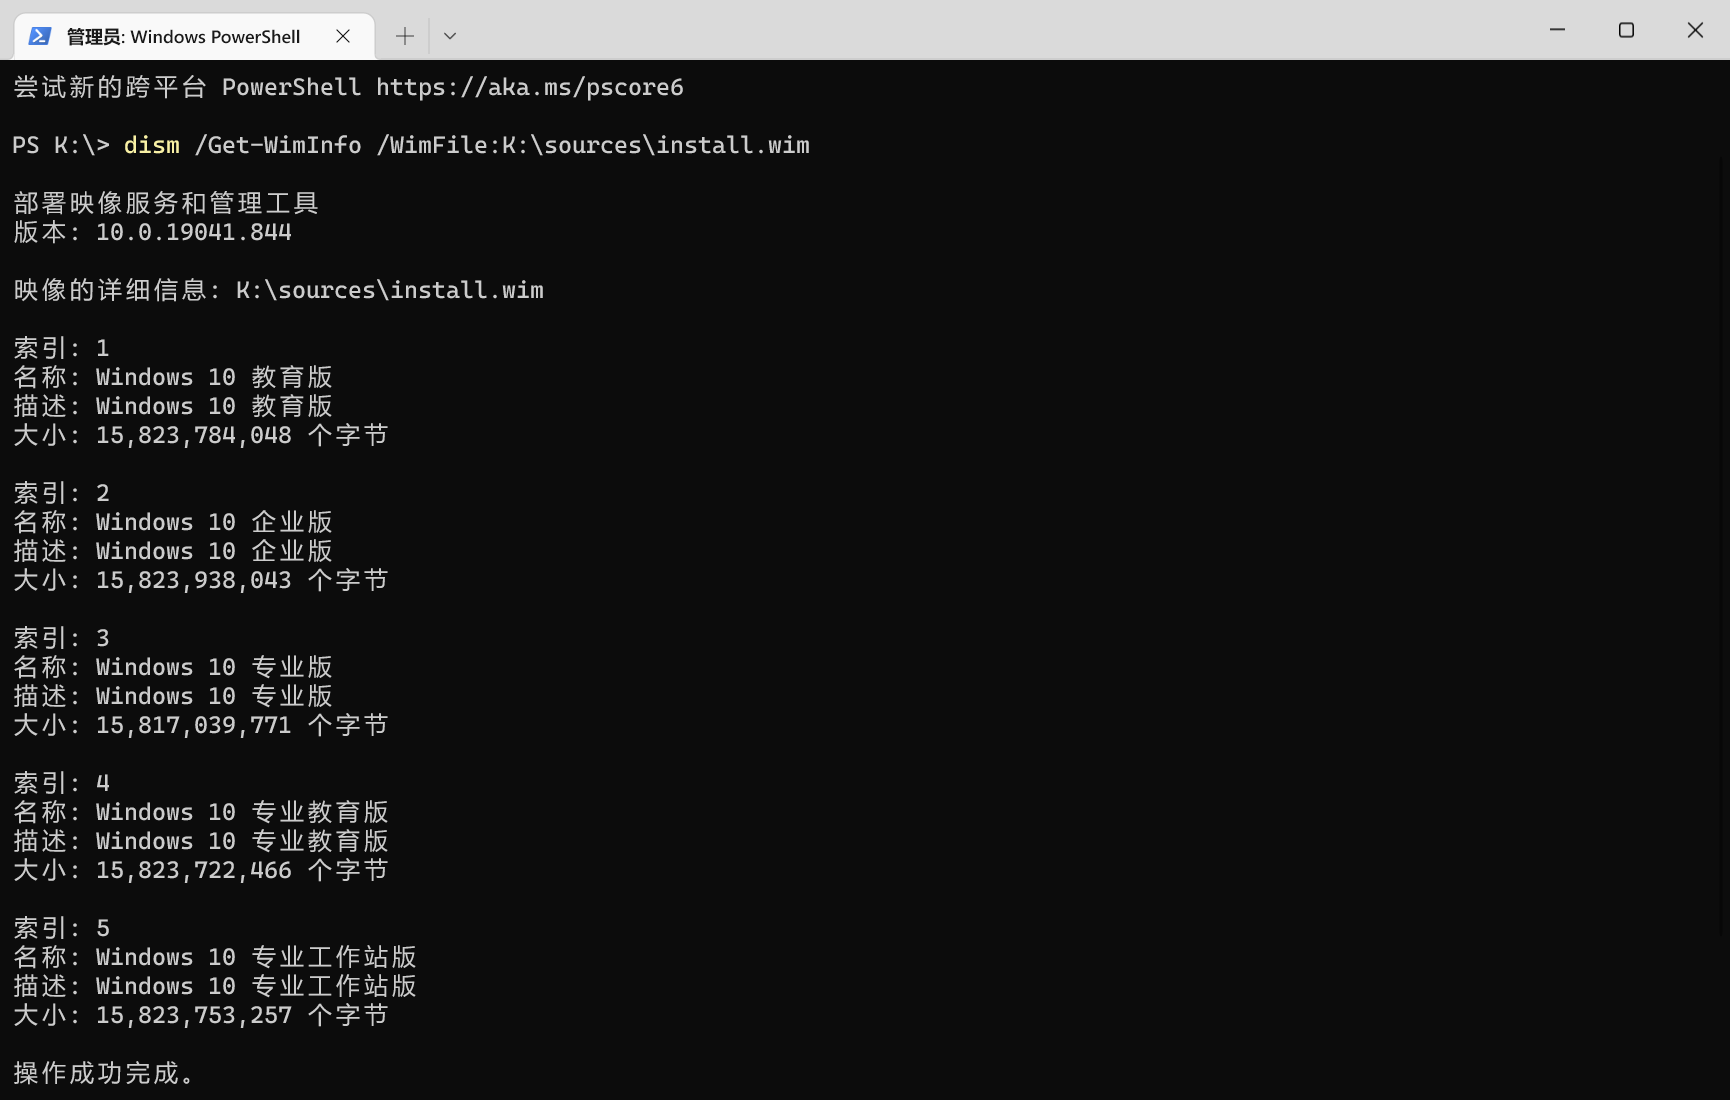 管理员: Windows PowerShell
尝试新的跨平台 PowerShell https://aka.ms/pscore6
PS K:\> dism /Get-WimInfo /WimFile:K:\sources\install.wim
部署映像服务和管理工具
版本: 10.0.19041.844
映像的详细信息: K:\sources\install.wim
索引: 1
名称: Windows 10 教育版
描述: Windows 10 教育版
大小: 15,823,784,048 个字节
索引: 2
名称: Windows 10 企业版
描述: Windows 10 企业版
大小: 15,823,938,043 个字节
索引: 3
名称: Windows 10 专业版
描述: Windows 10 专业版
大小: 15,817,039,771 个字节
索引: 4
名称: Windows 10 专业教育版
描述: Windows 10 专业教育版
大小: 15,823,722,466 个字节
索引: 5
名称: Windows 10 专业工作站版
描述: Windows 10 专业工作站版
大小: 15,823,753,257 个字节
操作成功完成。